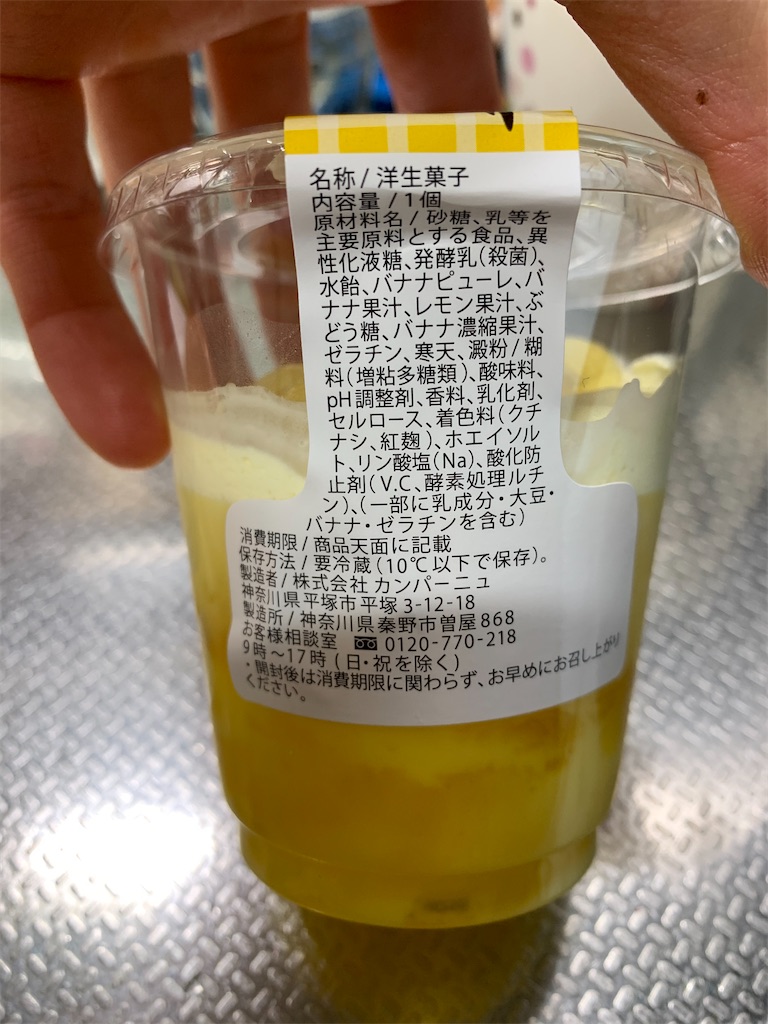 名称 / 洋生菓子
内容量 / 1個
原材料名 / 砂糖、乳等を
主要原料とする食品、異
性化液糖、発酵乳(殺菌)、
水飴、バナナピューレ、バ
ナナ果汁、レモン果汁、ぶ
どう糖、バナナ濃縮果汁、
ゼラチン、寒天、澱粉 / 糊
料(増粘多糖類)、酸味料、
pH調整剤、香料、乳化剤、
セルロース、着色料(クチ
ナシ、紅麹)、ホエイソル
ト、リン酸塩(Na)、酸化防
止剤(V.C、酵素処理ルチ
ン)、(一部に乳成分・大豆・
バナナ・ゼラチンを含む)
消費期限 / 商品天面に記載
保存方法 / 要冷蔵(10℃以下で保存)。
製造者 / 株式会社 カンパーニュ
神奈川県平塚市平塚 3-12-18
製造所 / 神奈川県秦野市曽屋868
お客様相談室 0120-770-218
9時～17時 (日・祝を除く)
・開封後は消費期限に関わらず、お早めにお召し上がり
ください。